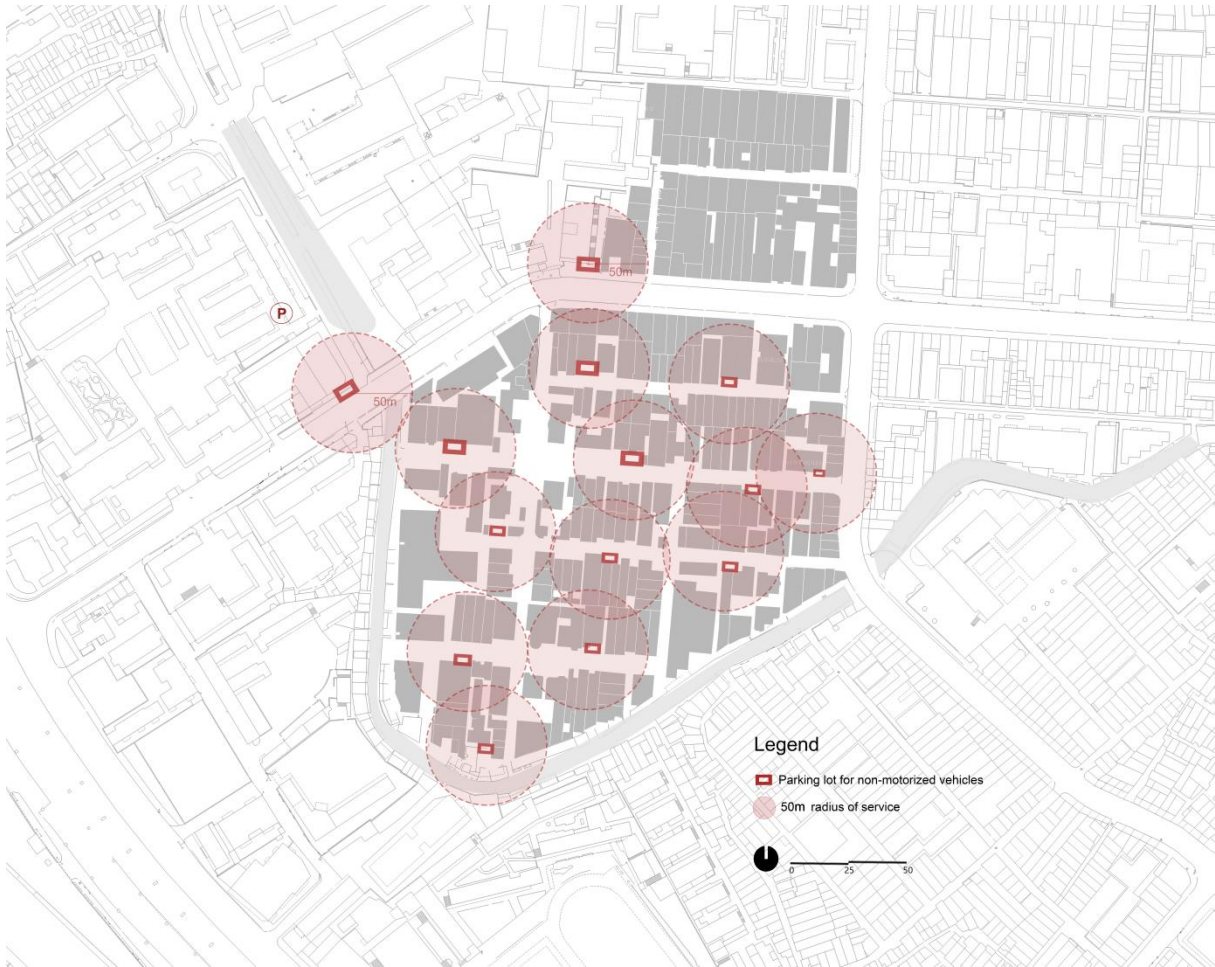 50m
P
50m
Legend
Parking lot for non-motorized vehicles
50m radius of service
0 25 50